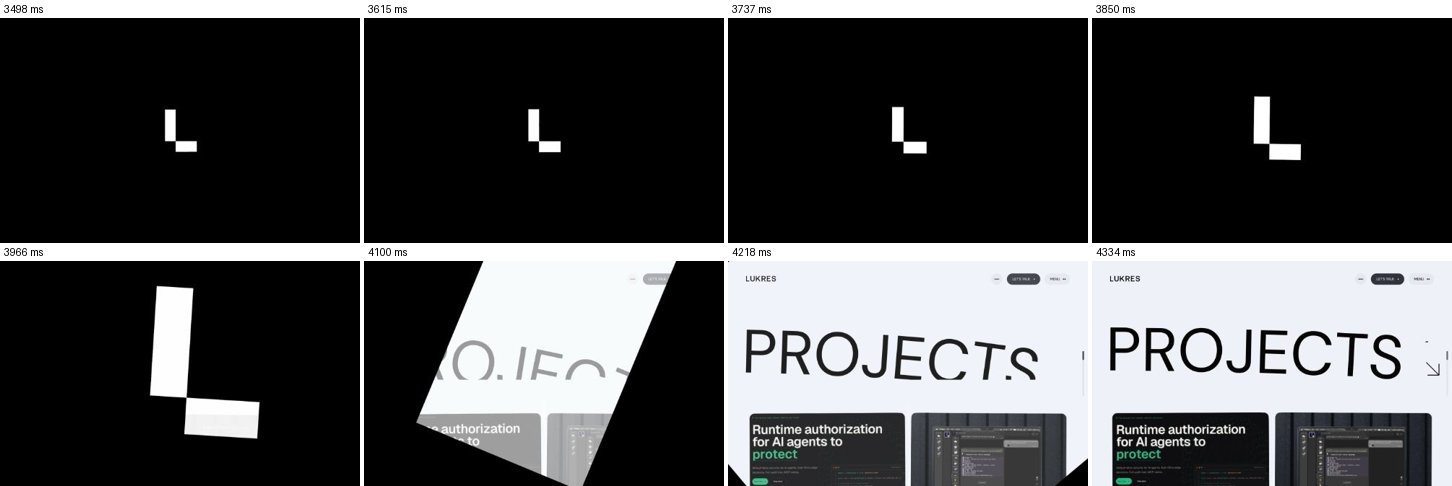 3498 ms
3615 ms
3737 ms
3850 ms
3966 ms
4100 ms
4218 ms
4334 ms
LUKRES
LET'S TALK
MENU
LUKRES
LET'S TALK
MENU
PROJECTS
PROJECTS
authorization
to
Runtime authorization
for AI agents to
protect
Runtime authorization
for AI agents to
protect